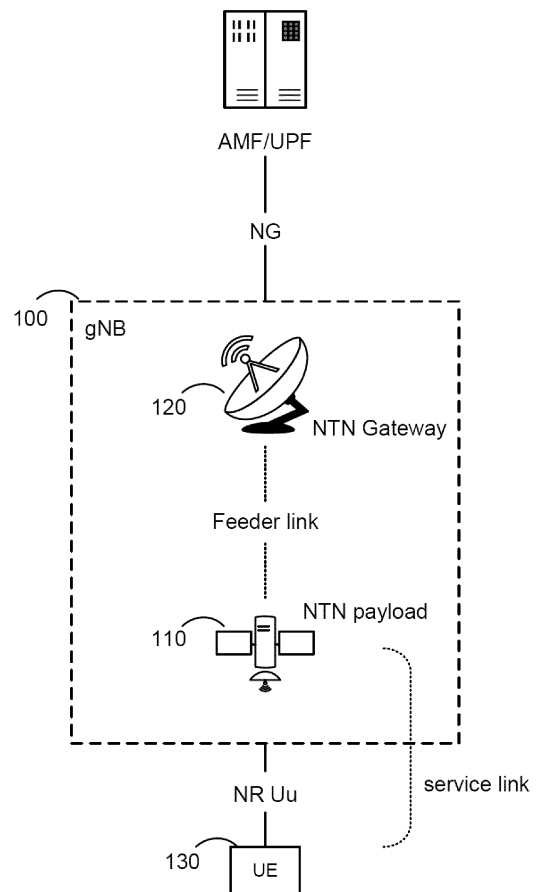 AMF/UPF
NG
100
gNB
120
NTN Gateway
Feeder link
NTN payload
110
service link
NR Uu
130
UE